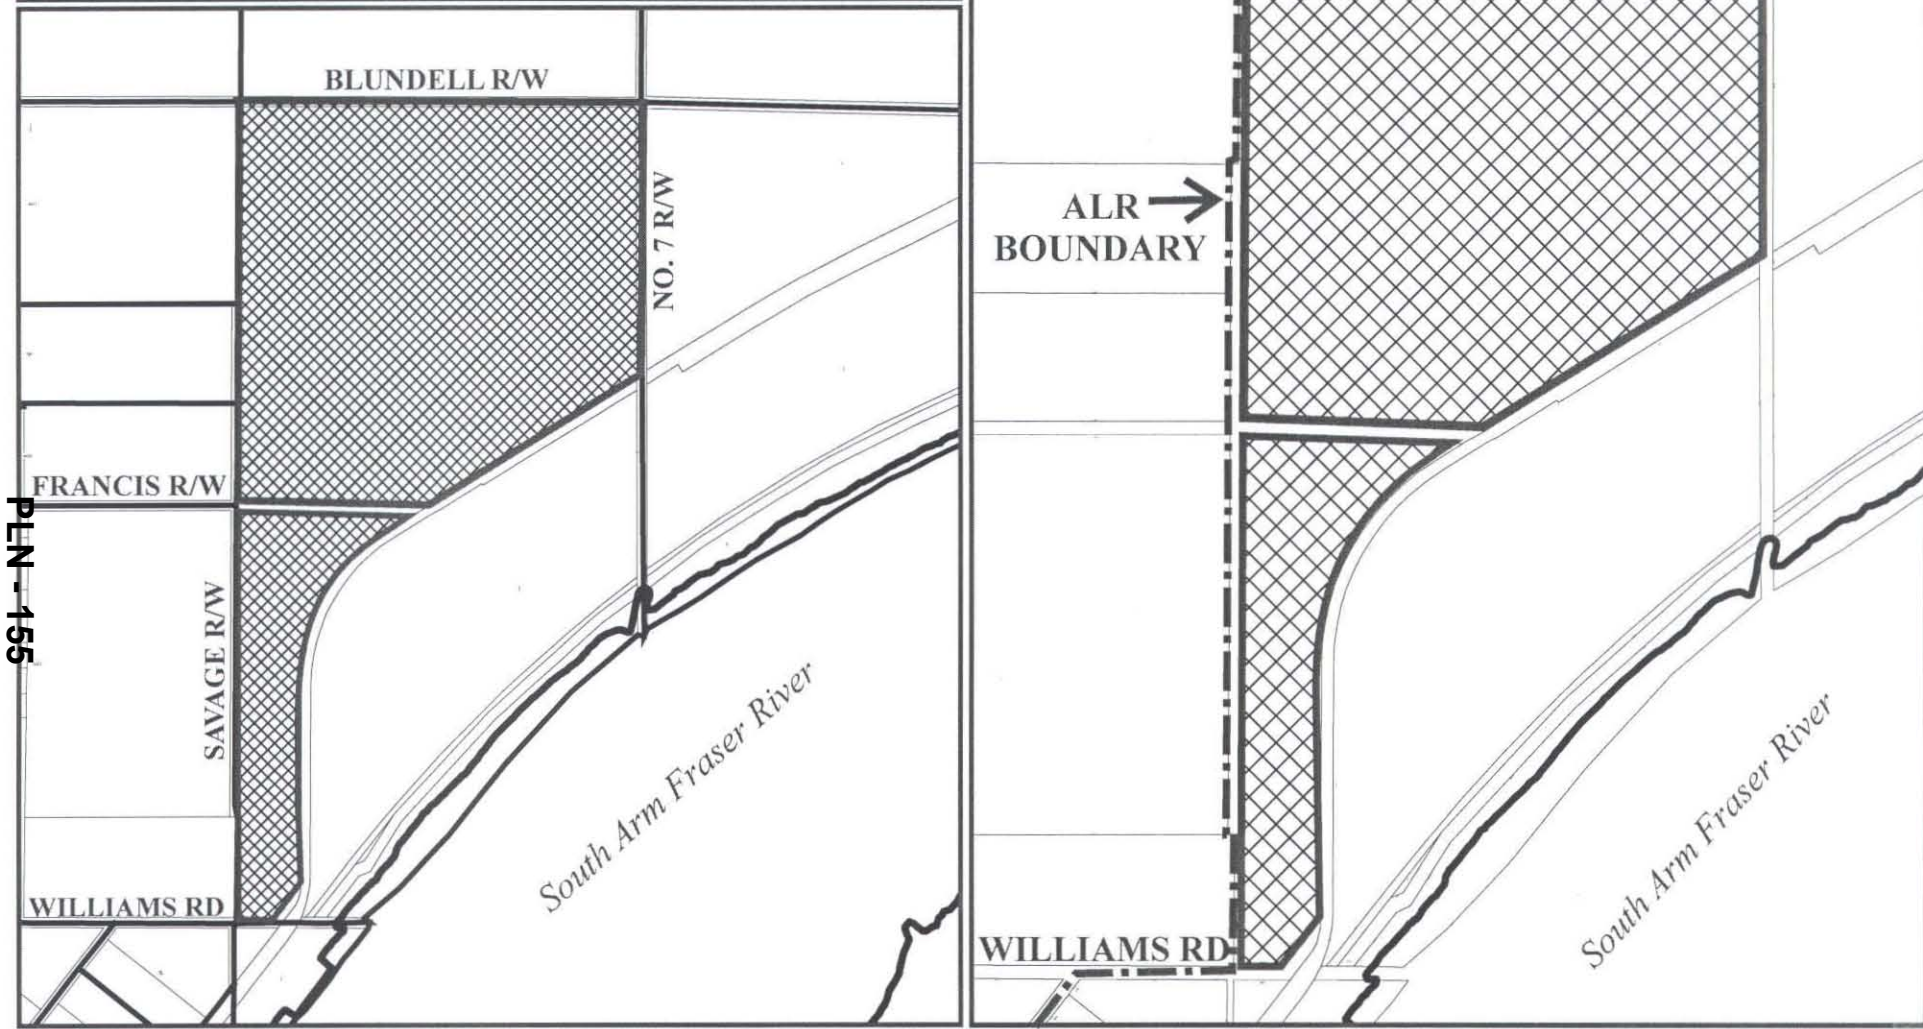 BLUNDELL R/W
NO. 7 R/W
FRANCIS R/W
SAVAGE R/W
WILLIAMS RD
South Arm Fraser River
PLN - 155
ALR
BOUNDARY
WILLIAMS RD
South Arm Fraser River